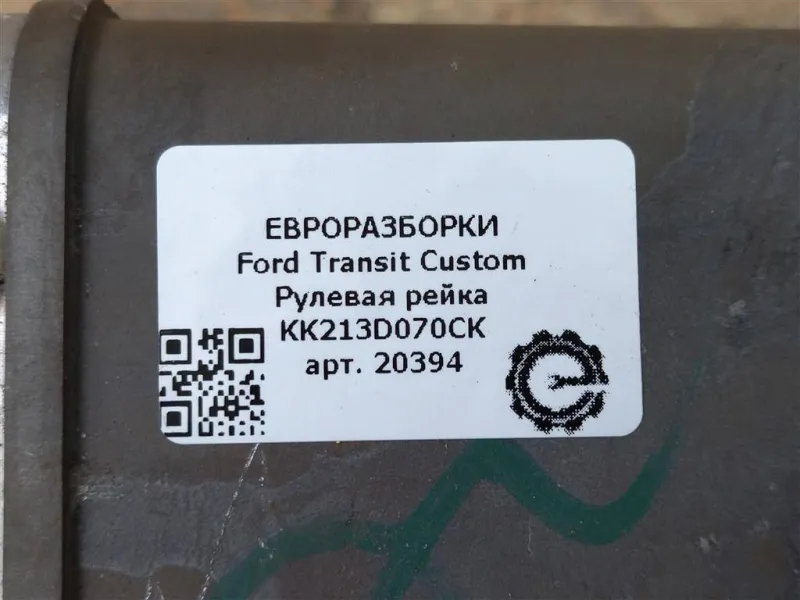 ЕВРОРАЗБОРКИ
Ford Transit Custom
Рулевая рейка
KK213D070CK
арт. 20394